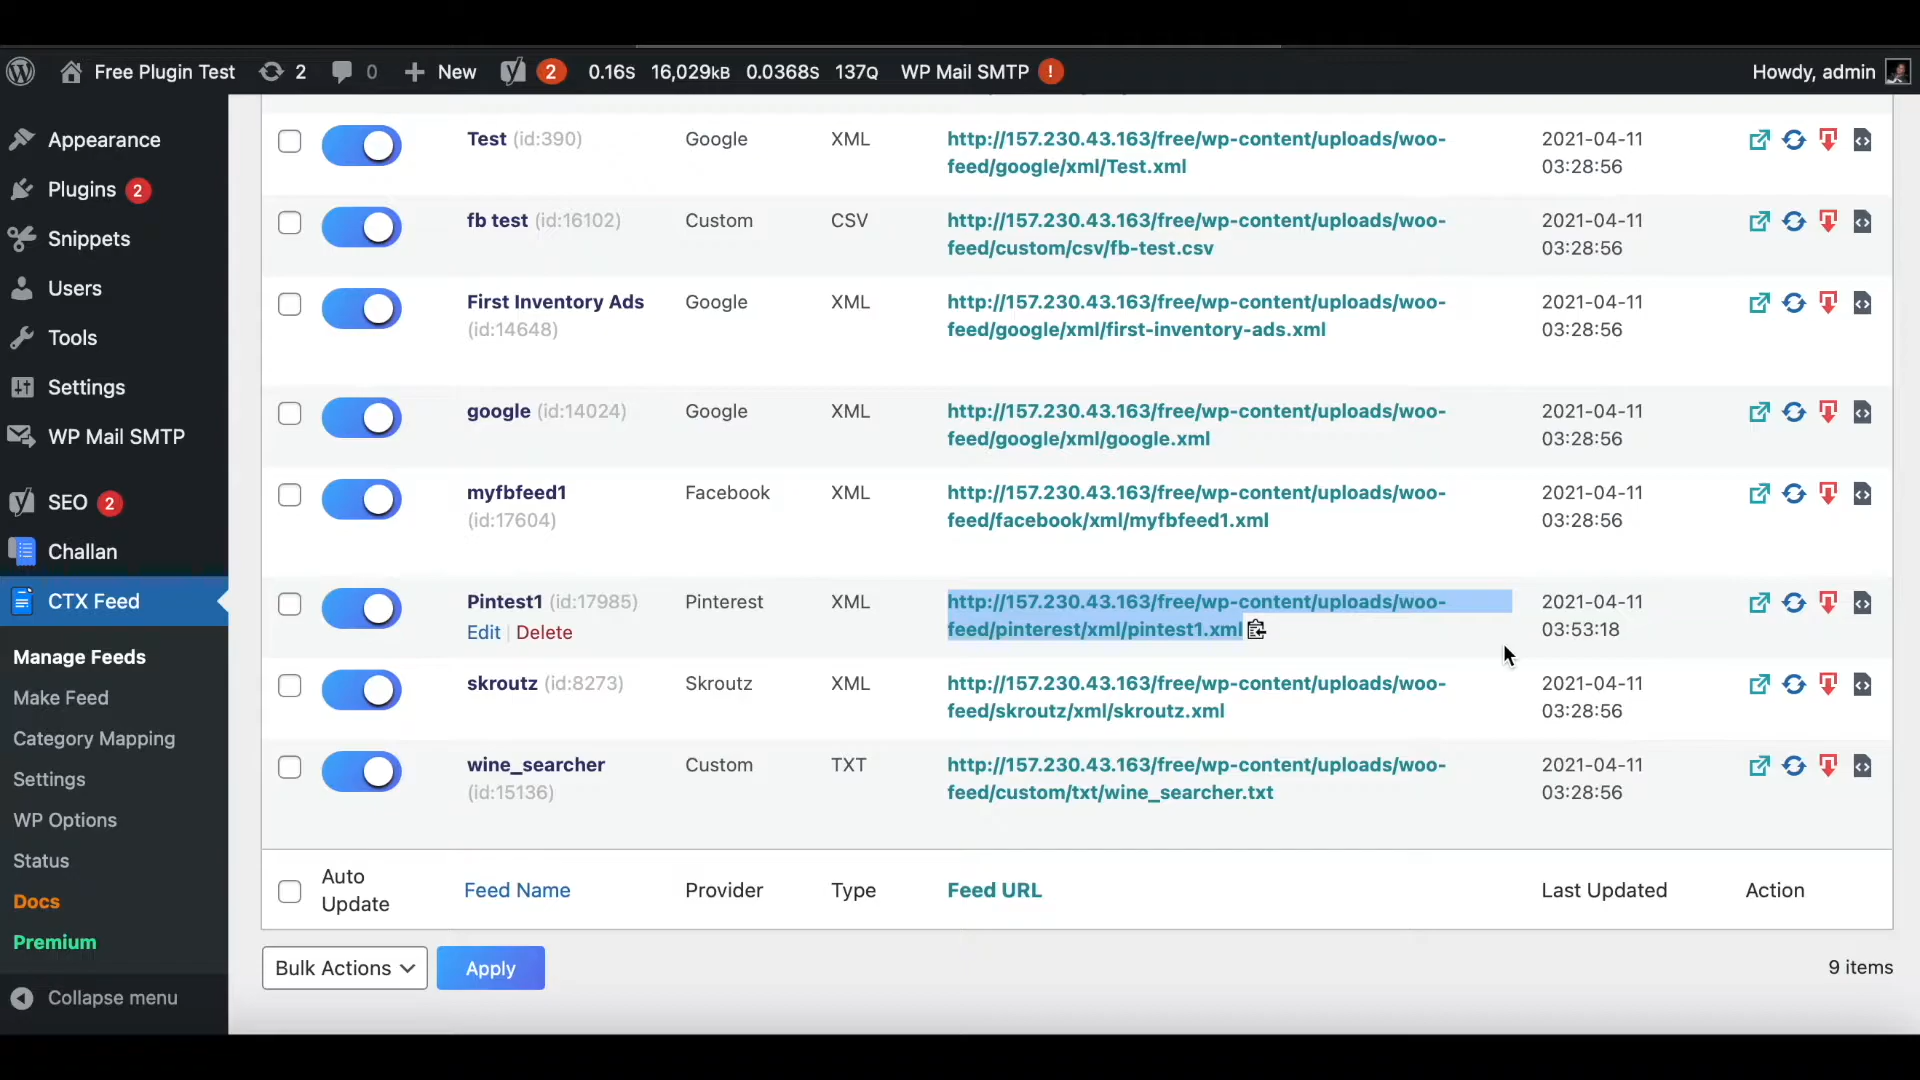 Free Plugin Test 2 0 New 2 0.16s 16,029kB 0.0368s 137Q WP Mail SMTP ! Howdy, admin
Appearance
Plugins 2
Snippets
Users
Tools
Settings
WP Mail SMTP
SEO 2
Challan
CTX Feed
Manage Feeds
Make Feed
Category Mapping
Settings
WP Options
Status
Docs
Premium
Collapse menu
Test (id:390) Google XML http://157.230.43.163/free/wp-content/uploads/woo- 2021-04-11
feed/google/xml/Test.xml 03:28:56
fb test (id:16102) Custom CSV http://157.230.43.163/free/wp-content/uploads/woo- 2021-04-11
feed/custom/csv/fb-test.csv 03:28:56
First Inventory Ads Google XML http://157.230.43.163/free/wp-content/uploads/woo- 2021-04-11
(id:14648) feed/google/xml/first-inventory-ads.xml 03:28:56
google (id:14024) Google XML http://157.230.43.163/free/wp-content/uploads/woo- 2021-04-11
feed/google/xml/google.xml 03:28:56
myfbfeed1 Facebook XML http://157.230.43.163/free/wp-content/uploads/woo- 2021-04-11
(id:17604) feed/facebook/xml/myfbfeed1.xml 03:28:56
Pintest1 (id:17985) Pinterest XML http://157.230.43.163/free/wp-content/uploads/woo- 2021-04-11
Edit | Delete feed/pinterest/xml/pintest1.xml 03:53:18
skroutz (id:8273) Skroutz XML http://157.230.43.163/free/wp-content/uploads/woo- 2021-04-11
feed/skroutz/xml/skroutz.xml 03:28:56
wine_searcher Custom TXT http://157.230.43.163/free/wp-content/uploads/woo- 2021-04-11
(id:15136) feed/custom/txt/wine_searcher.txt 03:28:56
Auto
Update Feed Name Provider Type Feed URL Last Updated Action
Bulk Actions Apply 9 items